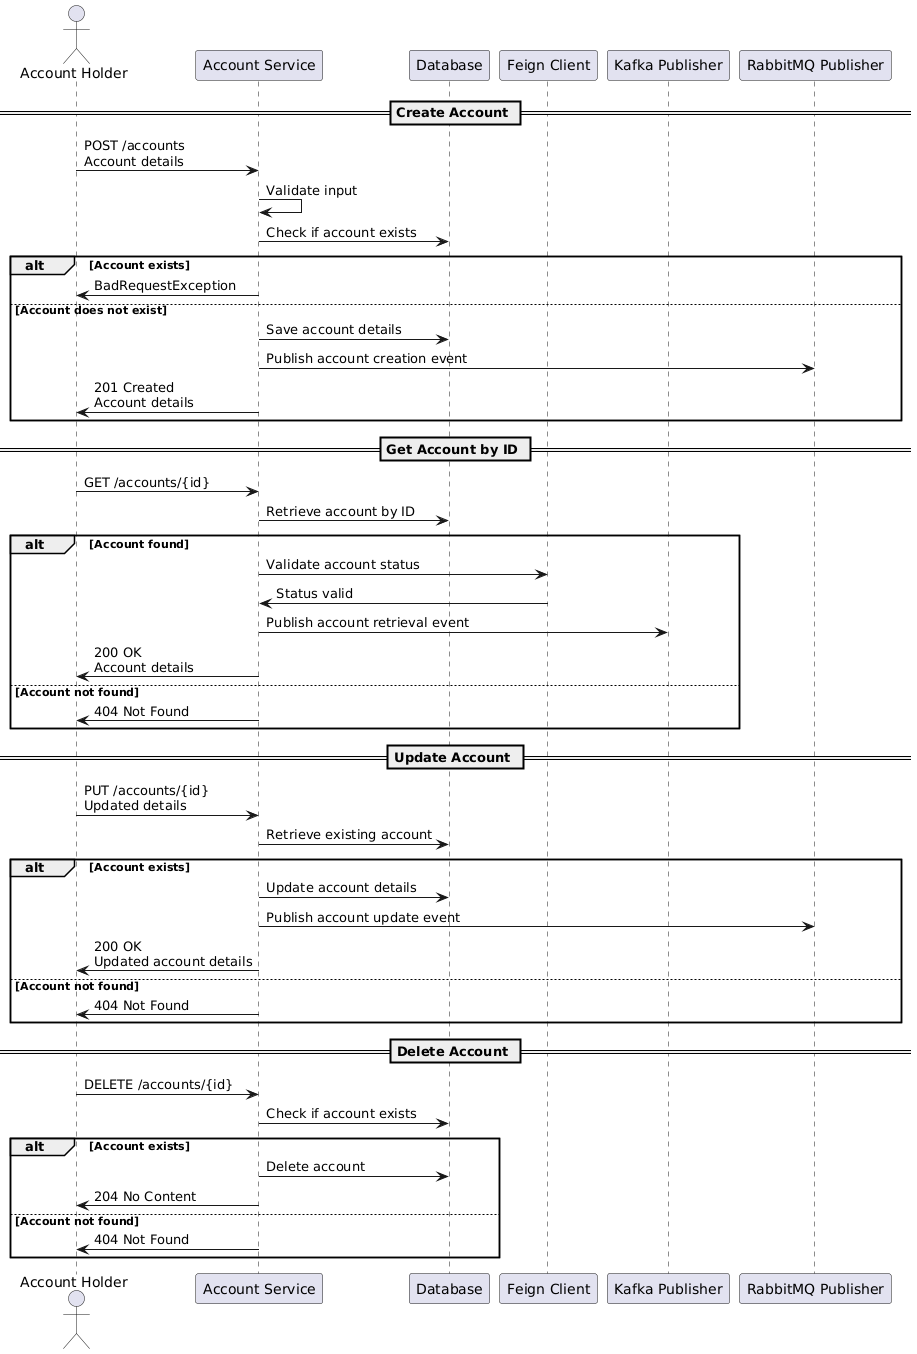 Account Holder
Account Service
Database
Feign Client
Kafka Publisher
RabbitMQ Publisher
Create Account
POST /accounts
Account details
Validate input
Check if account exists
alt
[Account exists]
BadRequestException
[Account does not exist]
Save account details
Publish account creation event
201 Created
Account details
Get Account by ID
GET /accounts/{id}
Retrieve account by ID
alt
[Account found]
Validate account status
Status valid
Publish account retrieval event
200 OK
Account details
[Account not found]
404 Not Found
Update Account
PUT /accounts/{id}
Updated details
Retrieve existing account
alt
[Account exists]
Update account details
Publish account update event
200 OK
Updated account details
[Account not found]
404 Not Found
Delete Account
DELETE /accounts/{id}
Check if account exists
alt
[Account exists]
Delete account
204 No Content
[Account not found]
404 Not Found
Account Holder
Account Service
Database
Feign Client
Kafka Publisher
RabbitMQ Publisher